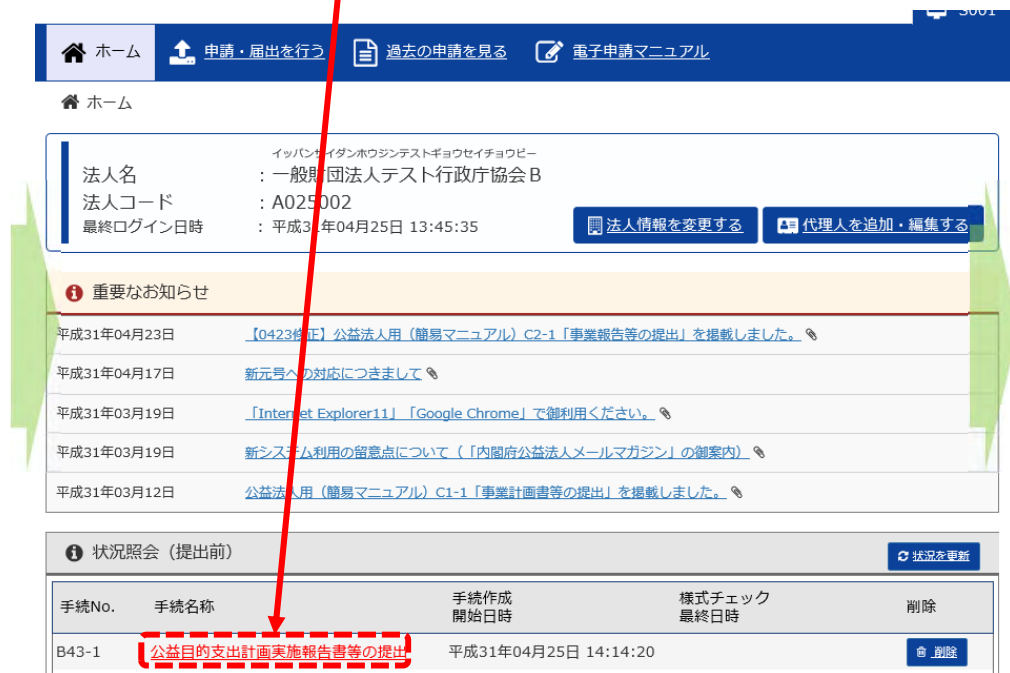 S001
ホーム 申請・届出を行う 過去の申請を見る 電子申請マニュアル
ホーム
イッパンザイダンホウジンテストギョウセイチョウビー
法人名 : 一般財団法人テスト行政庁協会B
法人コード : A025002
最終ログイン日時 : 平成31年04月25日 13:45:35
法人情報を変更する 代理人を追加・編集する
重要なお知らせ
平成31年04月23日 【0423修正】公益法人用（簡易マニュアル）C2-1「事業報告等の提出」を掲載しました。
平成31年04月17日 新元号への対応につきまして
平成31年03月19日 「Internet Explorer11」「Google Chrome」で御利用ください。
平成31年03月19日 新システム利用の留意点について（「内閣府公益法人メールマガジン」の御案内）
平成31年03月12日 公益法人用（簡易マニュアル）C1-1「事業計画書等の提出」を掲載しました。
状況照会（提出前） 状況を更新
手続No. 手続名称 手続作成 開始日時 様式チェック 最終日時 削除
B43-1 公益目的支出計画実施報告書等の提出 平成31年04月25日 14:14:20 削除